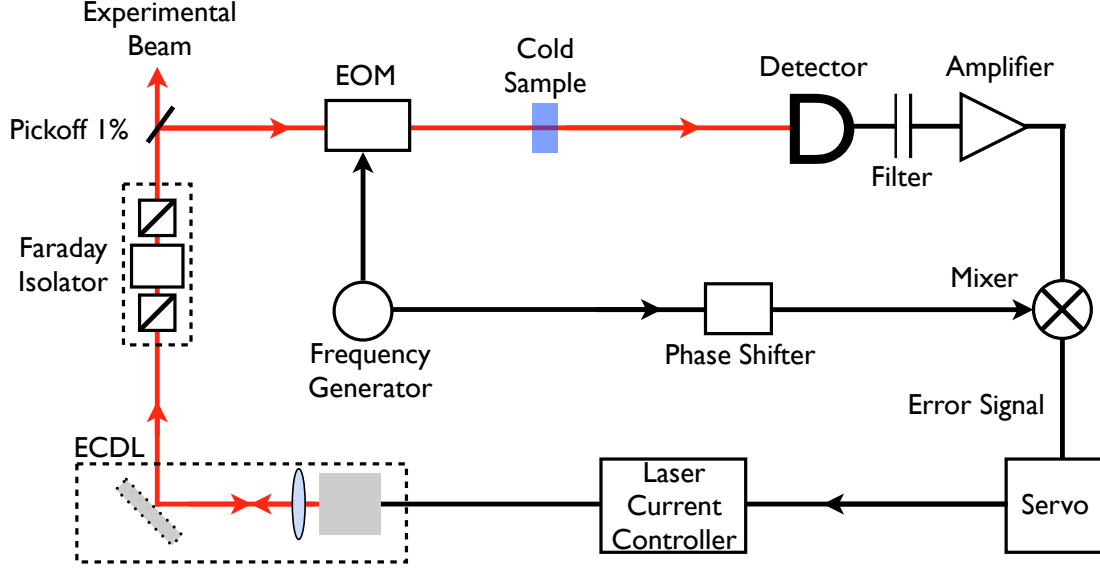 Experimental
Beam
EOM
Cold
Sample
Detector
Amplifier
Pickoff 1%
Filter
Faraday
Isolator
Mixer
Frequency
Generator
Phase Shifter
Error Signal
ECDL
Laser
Current
Controller
Servo